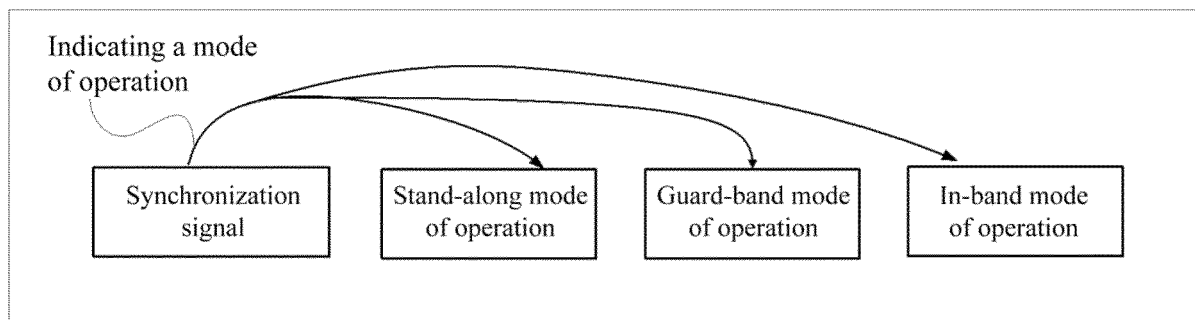 Indicating a mode
of operation
Synchronization
signal
Stand-along mode
of operation
Guard-band mode
of operation
In-band mode
of operation